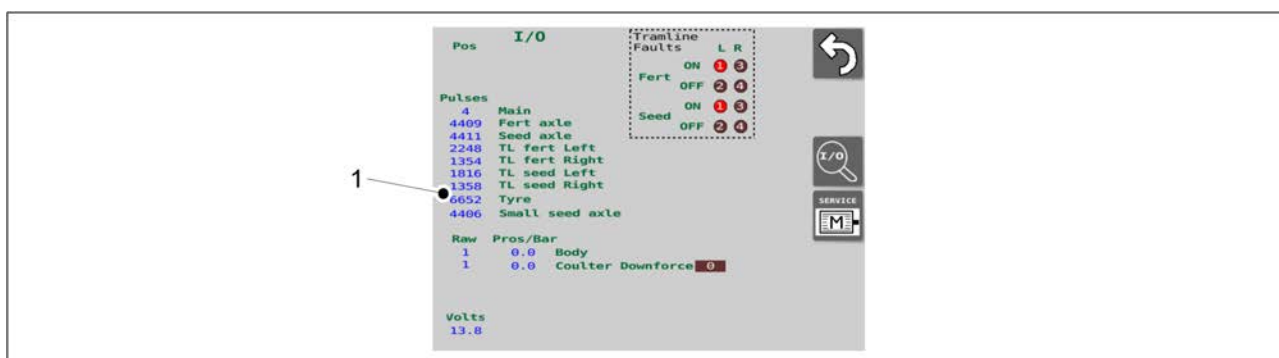 I/O
Pos
Tramline
Faults L R
ON 1 3
Fert
OFF 2 4
ON 1 3
Seed
OFF 2 4
Pulses
4 Main
4409 Fert axle
4411 Seed axle
2248 TL fert Left
1354 TL fert Right
1816 TL seed Left
1358 TL seed Right
6652 Tyre
4406 Small seed axle
Raw Pros/Bar
1 0.0 Body
1 0.0 Coulter Downforce 0
Volts
13.8
I/O
SERVICE
M
1